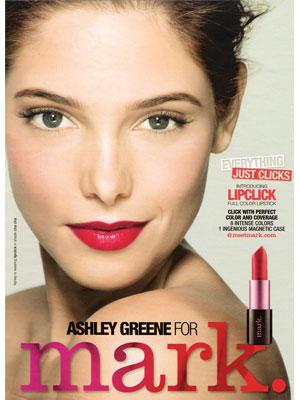 EVERYTHING
JUST CLICKS
INTRODUCING
LIPCLICK
FULL COLOR LIPSTICK
CLICK WITH PERFECT
COLOR AND COVERAGE
8 INTENSE COLORS
1 INGENIOUS MAGNETIC CASE
@meetmark.com
mark.
ASHLEY GREENE FOR
mark.